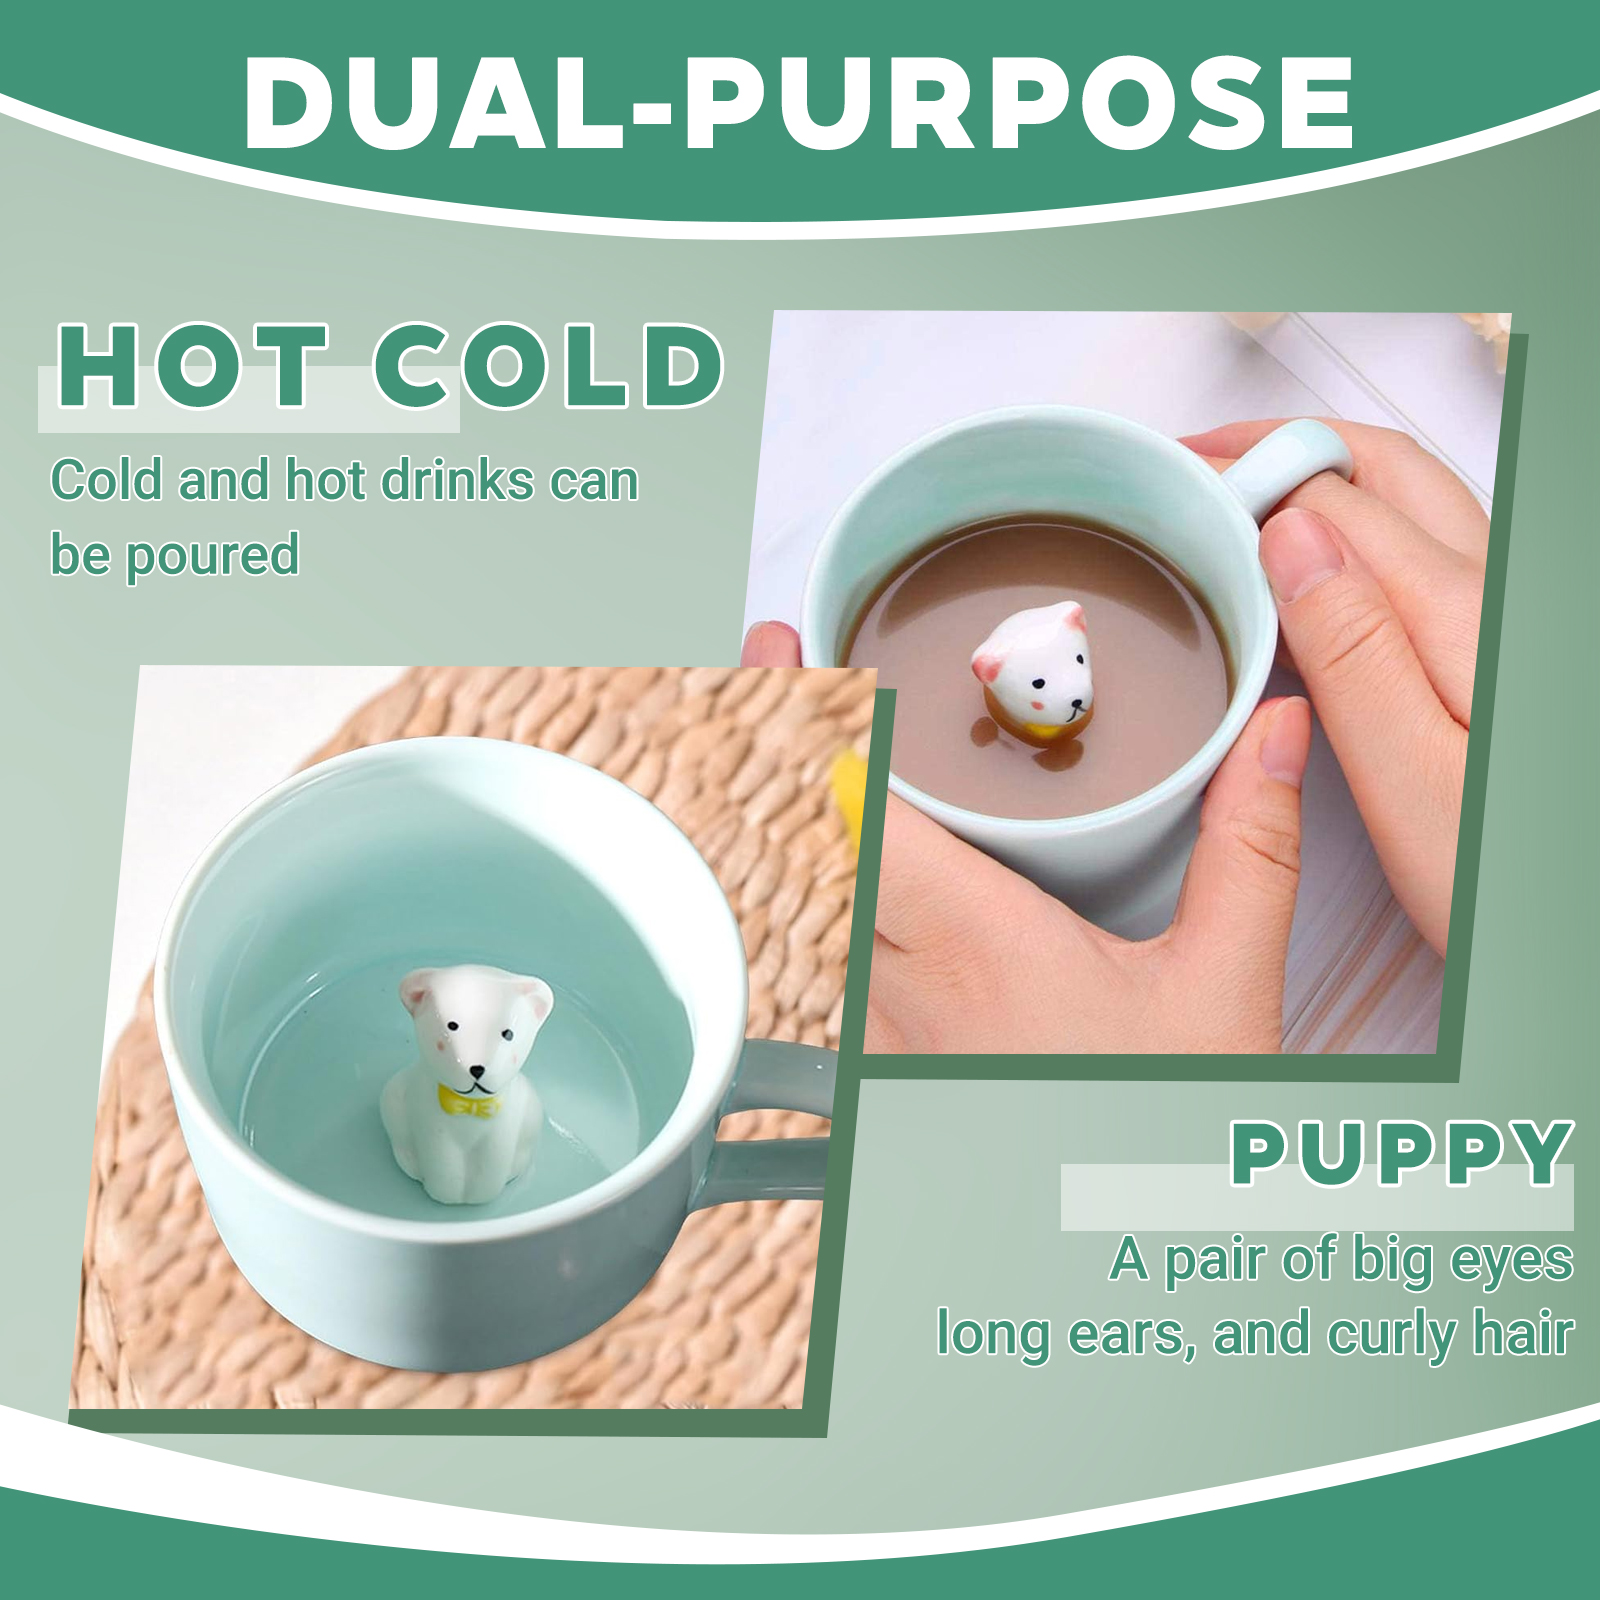 DUAL-PURPOSE
HOT COLD
Cold and hot drinks can
be poured
PUPPY
A pair of big eyes
long ears, and curly hair